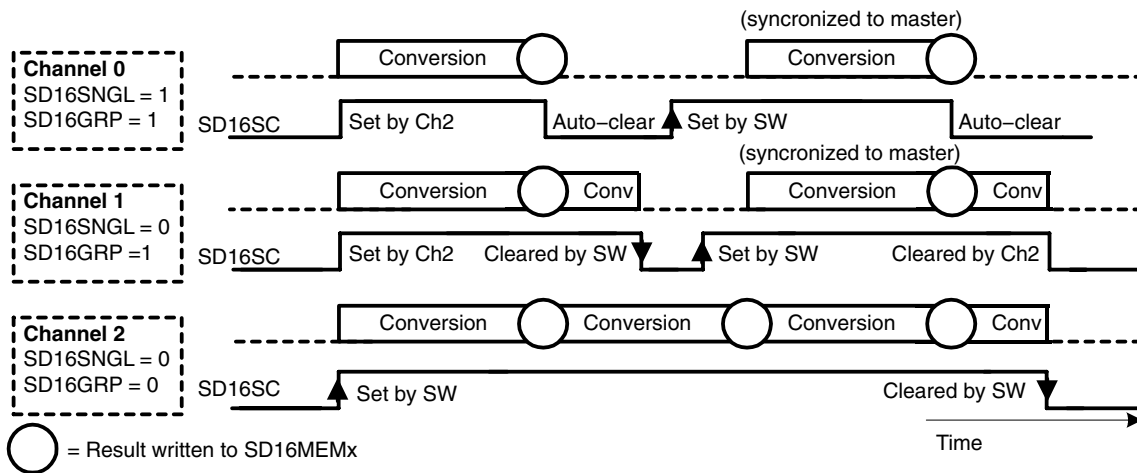 (syncronized to master)
Conversion Conversion
Channel 0
SD16SNGL = 1
SD16GRP = 1
SD16SC Set by Ch2 Auto−clear Set by SW Auto−clear
(syncronized to master)
Conversion Conv Conversion Conv
Channel 1
SD16SNGL = 0
SD16GRP =1
SD16SC Set by Ch2 Cleared by SW Set by SW Cleared by Ch2
Conversion Conversion Conversion Conv
Channel 2
SD16SNGL = 0
SD16GRP = 0
SD16SC Set by SW Cleared by SW
Time
= Result written to SD16MEMx